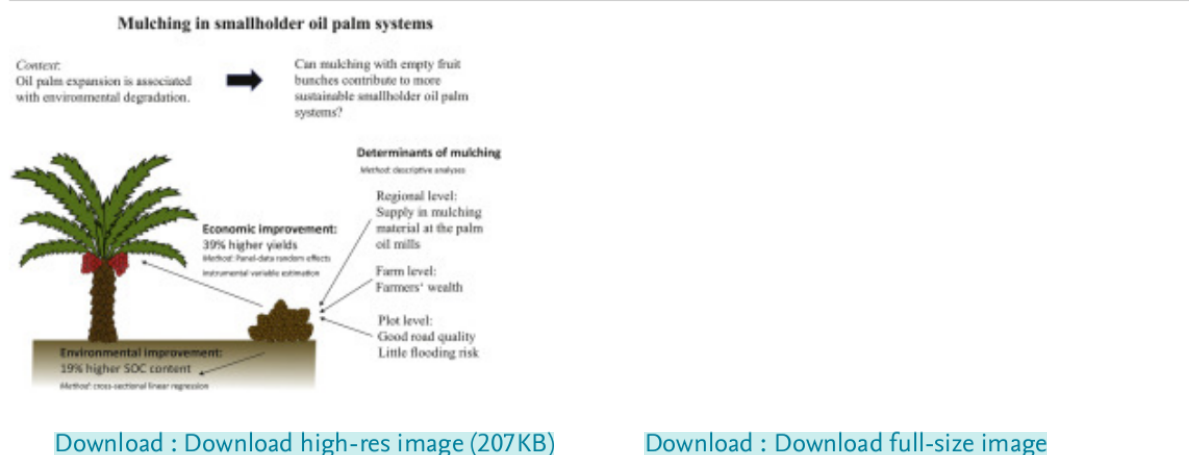 Mulching in smallholder oil palm systems
Context:
Oil palm expansion is associated
with environmental degradation.
Can mulching with empty fruit
bunches contribute to more
sustainable smallholder oil palm
systems?
Determinants of mulching
Method: descriptive analyses
Regional level:
Supply in mulching
material at the palm
oil mills
Economic improvement:
39% higher yields
Method: Panel-data random effects
instrumental variable estimation
Farm level:
Farmers‘ wealth
Plot level:
Good road quality
Little flooding risk
Environmental improvement:
19% higher SOC content
Method: cross-sectional linear regression
Download : Download high-res image (207KB)
Download : Download full-size image